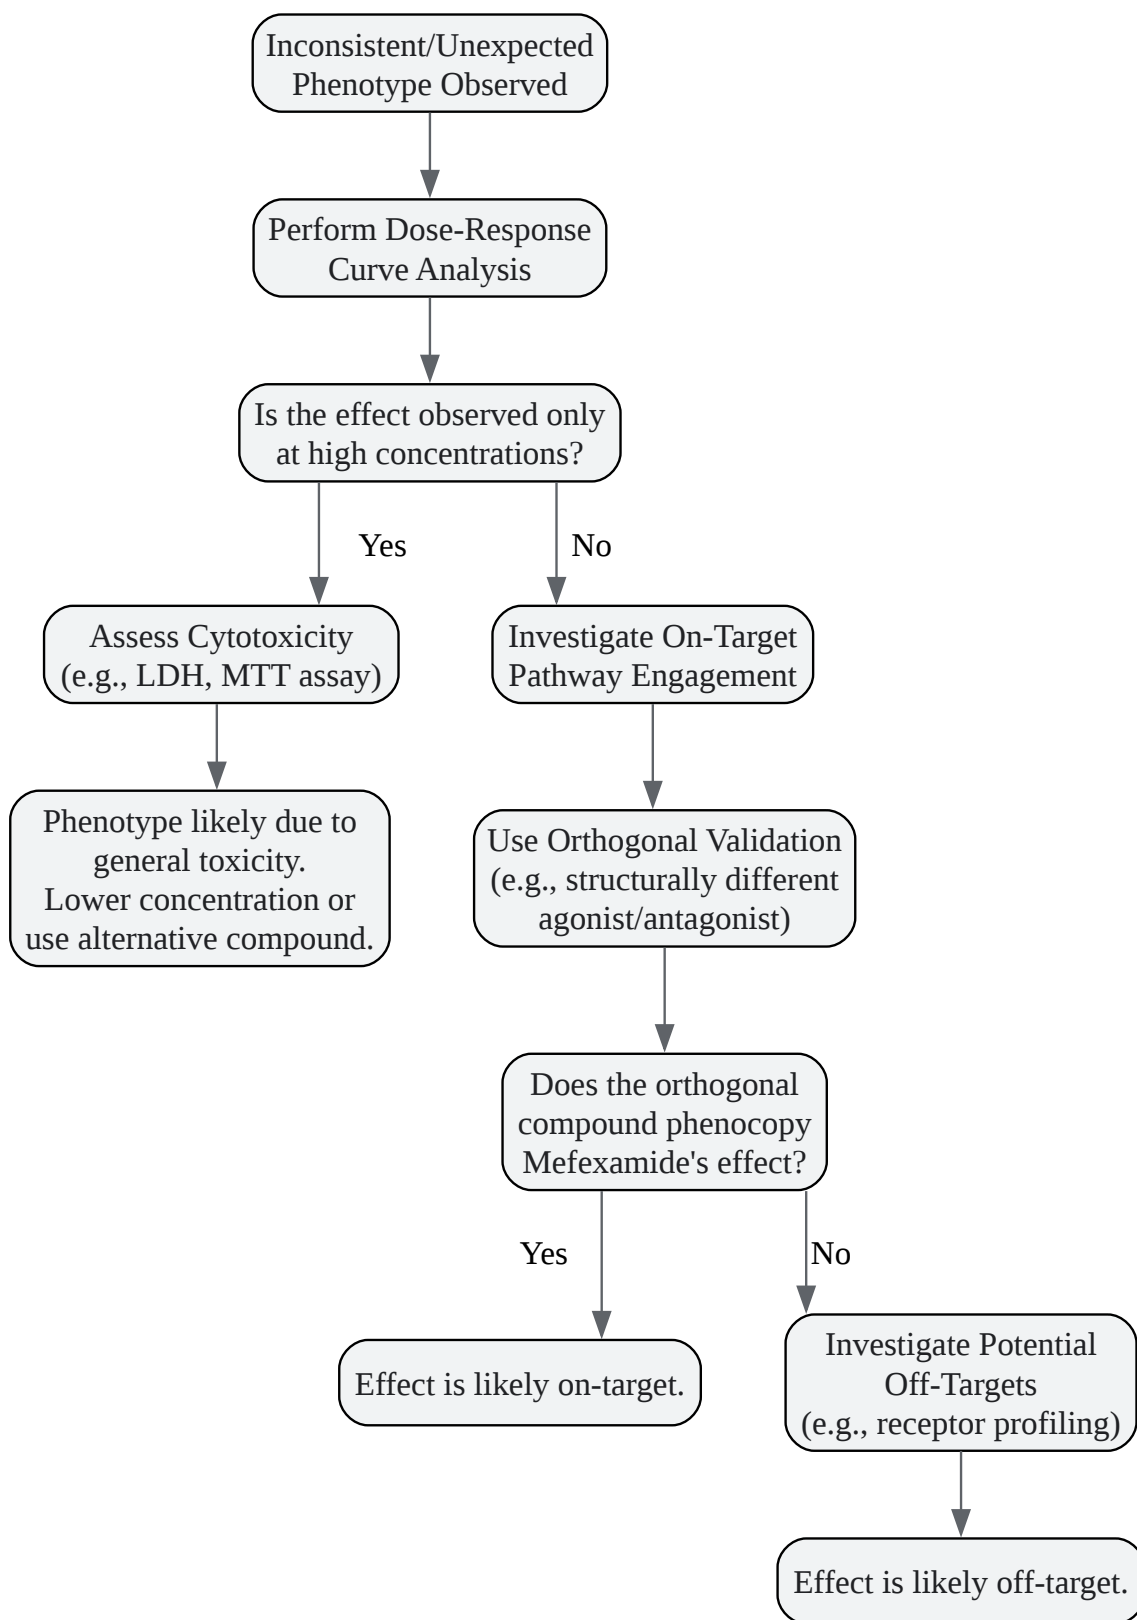 Inconsistent/Unexpected
Phenotype Observed
Perform Dose-Response
Curve Analysis
Is the effect observed only
at high concentrations?
Yes
No
Assess Cytotoxicity
(e.g., LDH, MTT assay)
Investigate On-Target
Pathway Engagement
Phenotype likely due to
general toxicity.
Lower concentration or
use alternative compound.
Use Orthogonal Validation
(e.g., structurally different
agonist/antagonist)
Does the orthogonal
compound phenocopy
Mefexamide's effect?
Yes
No
Effect is likely on-target.
Investigate Potential
Off-Targets
(e.g., receptor profiling)
Effect is likely off-target.